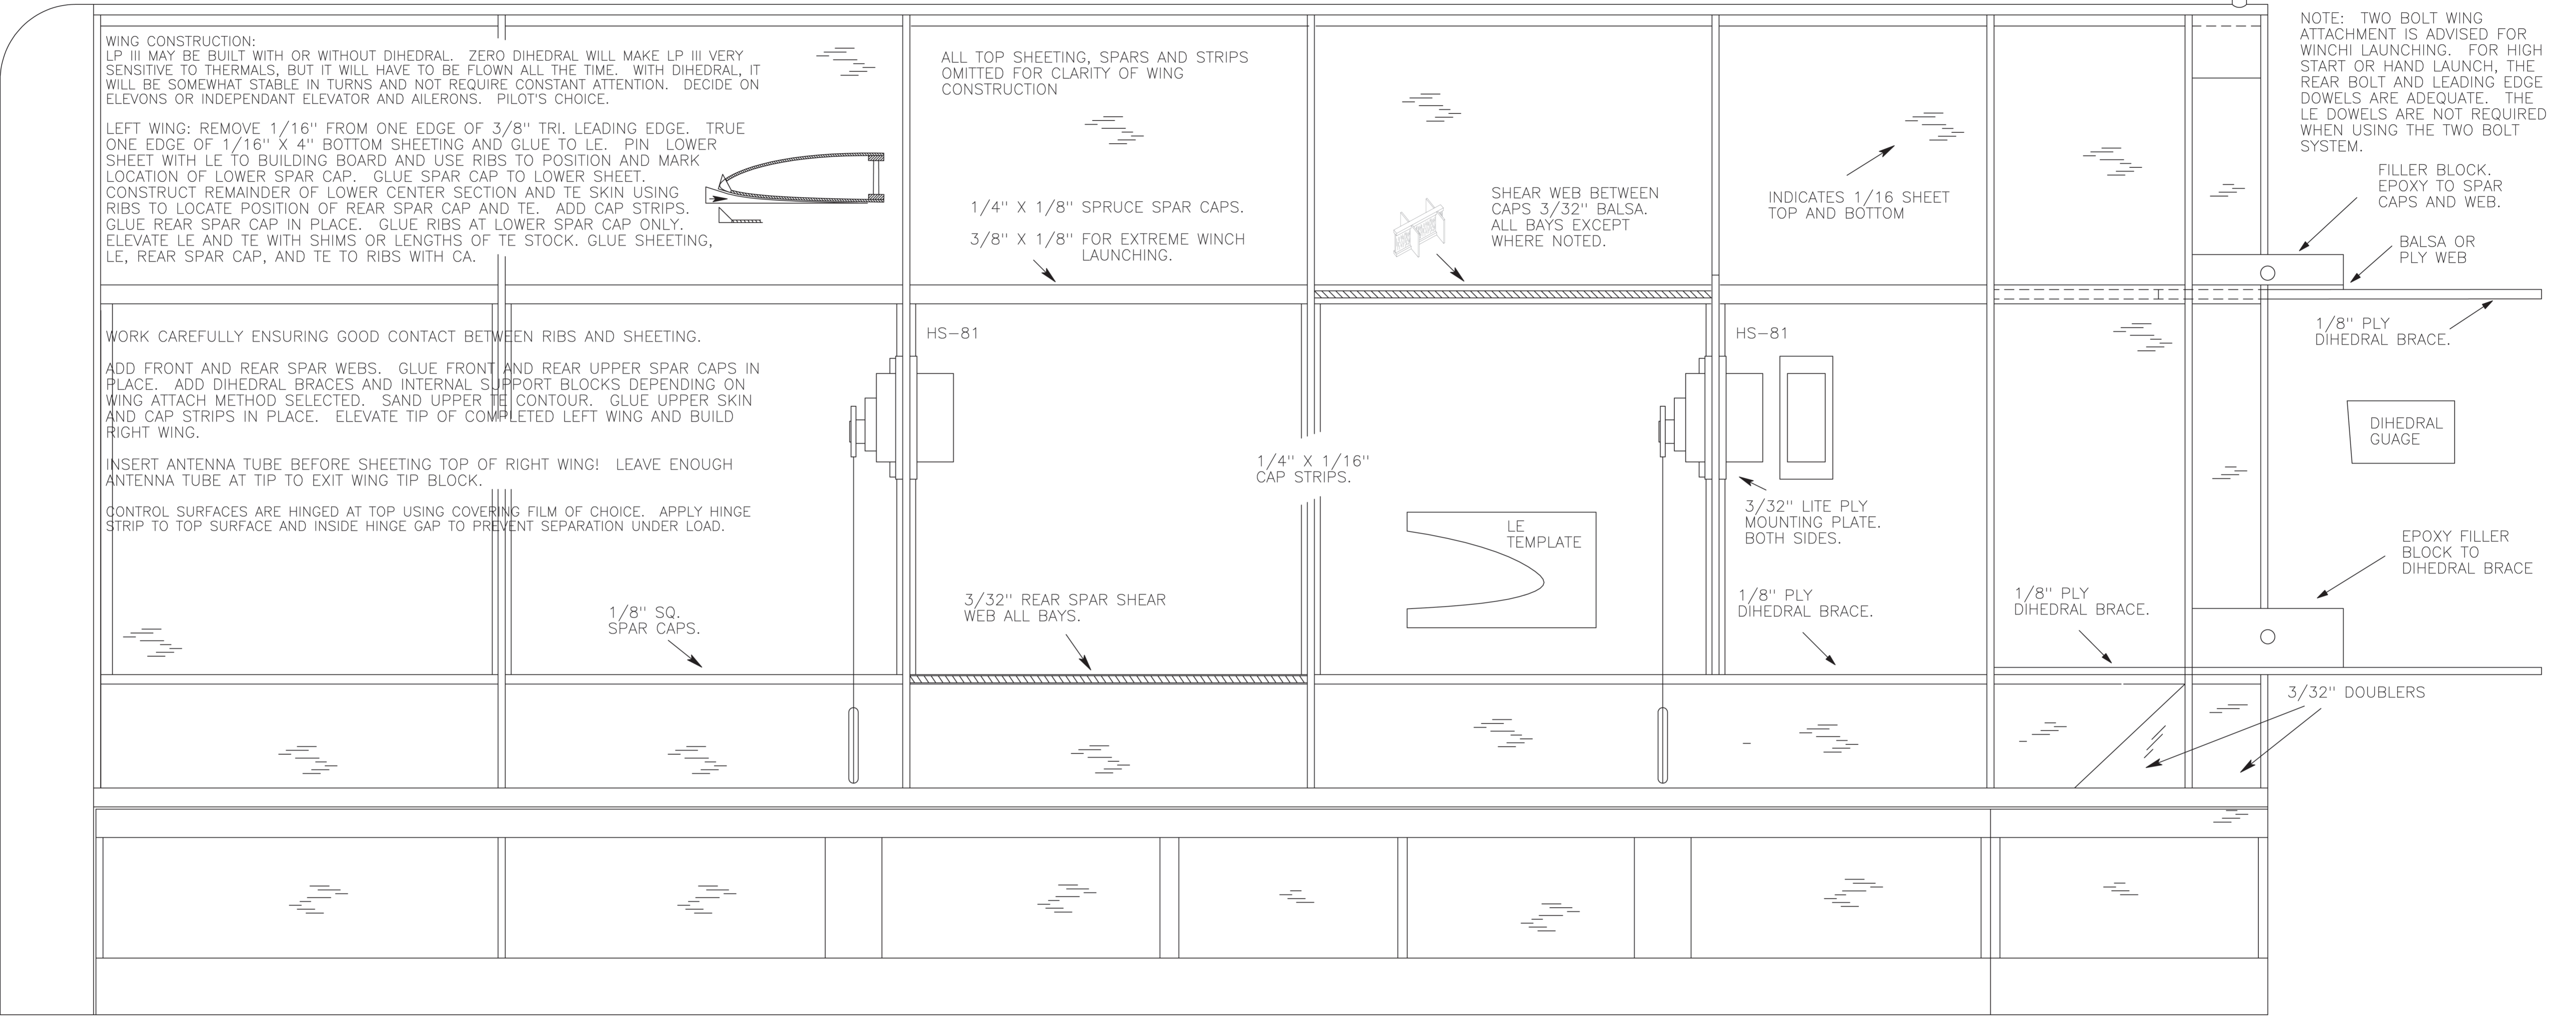 WING CONSTRUCTION:
LP III MAY BE BUILT WITH OR WITHOUT DIHEDRAL.  ZERO DIHEDRAL WILL MAKE LP III VERY
SENSITIVE TO THERMALS, BUT IT WILL HAVE TO BE FLOWN ALL THE TIME.  WITH DIHEDRAL, IT
WILL BE SOMEWHAT STABLE IN TURNS AND NOT REQUIRE CONSTANT ATTENTION.  DECIDE ON
ELEVONS OR INDEPENDANT ELEVATOR AND AILERONS.  PILOT'S CHOICE.
LEFT WING: REMOVE 1/16" FROM ONE EDGE OF 3/8" TRI. LEADING EDGE.  TRUE
ONE EDGE OF 1/16" X 4" BOTTOM SHEETING AND GLUE TO LE.  PIN  LOWER
SHEET WITH LE TO BUILDING BOARD AND USE RIBS TO POSITION AND MARK
LOCATION OF LOWER SPAR CAP.  GLUE SPAR CAP TO LOWER SHEET.
CONSTRUCT REMAINDER OF LOWER CENTER SECTION AND TE SKIN USING
RIBS TO LOCATE POSITION OF REAR SPAR CAP AND TE.  ADD CAP STRIPS.
GLUE REAR SPAR CAP IN PLACE.  GLUE RIBS AT LOWER SPAR CAP ONLY.
ELEVATE LE AND TE WITH SHIMS OR LENGTHS OF TE STOCK. GLUE SHEETING,
LE, REAR SPAR CAP, AND TE TO RIBS WITH CA.
WORK CAREFULLY ENSURING GOOD CONTACT BETWEEN RIBS AND SHEETING.
ADD FRONT AND REAR SPAR WEBS.  GLUE FRONT AND REAR UPPER SPAR CAPS IN
PLACE.  ADD DIHEDRAL BRACES AND INTERNAL SUPPORT BLOCKS DEPENDING ON
WING ATTACH METHOD SELECTED.  SAND UPPER TE CONTOUR.  GLUE UPPER SKIN
AND CAP STRIPS IN PLACE.  ELEVATE TIP OF COMPLETED LEFT WING AND BUILD
RIGHT WING.
INSERT ANTENNA TUBE BEFORE SHEETING TOP OF RIGHT WING!  LEAVE ENOUGH
ANTENNA TUBE AT TIP TO EXIT WING TIP BLOCK.
CONTROL SURFACES ARE HINGED AT TOP USING COVERING FILM OF CHOICE.  APPLY HINGE
STRIP TO TOP SURFACE AND INSIDE HINGE GAP TO PREVENT SEPARATION UNDER LOAD.
1/8" SQ.
SPAR CAPS.
ALL TOP SHEETING, SPARS AND STRIPS
OMITTED FOR CLARITY OF WING
CONSTRUCTION
1/4" X 1/8" SPRUCE SPAR CAPS.
3/8" X 1/8" FOR EXTREME WINCH
LAUNCHING.
HS-81
3/32" REAR SPAR SHEAR
WEB ALL BAYS.
1/4" X 1/16"
CAP STRIPS.
SHEAR WEB BETWEEN
CAPS 3/32" BALSA.
ALL BAYS EXCEPT
WHERE NOTED.
LE
TEMPLATE
INDICATES 1/16 SHEET
TOP AND BOTTOM
HS-81
3/32" LITE PLY
MOUNTING PLATE.
BOTH SIDES.
1/8" PLY
DIHEDRAL BRACE.
1/8" PLY
DIHEDRAL BRACE.
NOTE:  TWO BOLT WING
ATTACHMENT IS ADVISED FOR
WINCHI LAUNCHING.  FOR HIGH
START OR HAND LAUNCH, THE
REAR BOLT AND LEADING EDGE
DOWELS ARE ADEQUATE.  THE
LE DOWELS ARE NOT REQUIRED
WHEN USING THE TWO BOLT
SYSTEM.
FILLER BLOCK.
EPOXY TO SPAR
CAPS AND WEB.
BALSA OR
PLY WEB
1/8" PLY
DIHEDRAL BRACE.
DIHEDRAL
GUAGE
EPOXY FILLER
BLOCK TO
DIHEDRAL BRACE
3/32" DOUBLERS